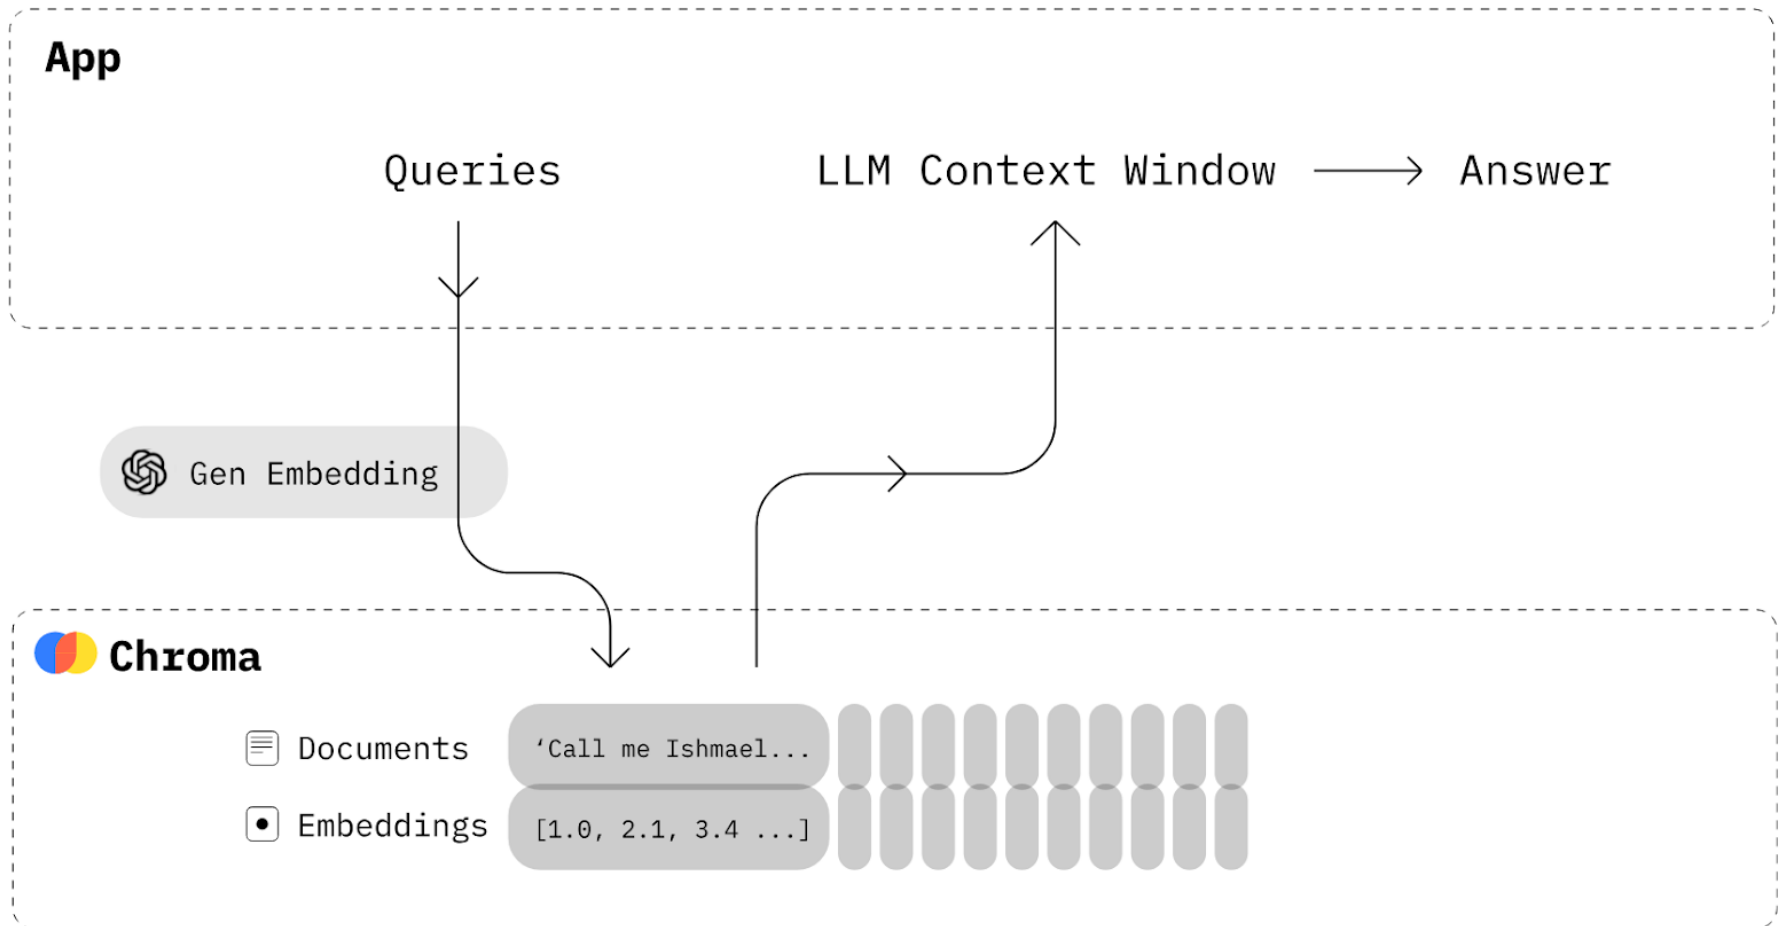 App
Queries
LLM Context Window
Answer
Gen Embedding
Chroma
Documents
‘Call me Ishmael...
Embeddings
[1.0, 2.1, 3.4 ...]